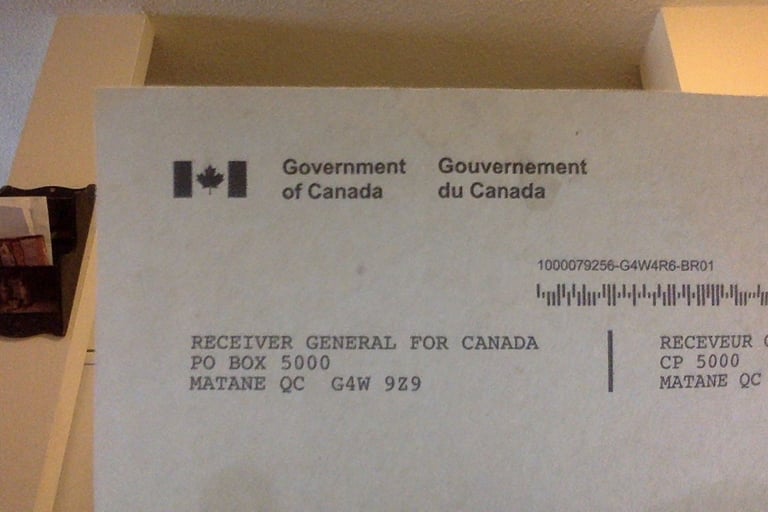 Government
of Canada
Gouvernement
du Canada
1000079256-G4W4R6-BR01
RECEIVER GENERAL FOR CANADA
PO BOX 5000
MATANE QC G4W 9Z9
RECEVEUR
CP 5000
MATANE QC